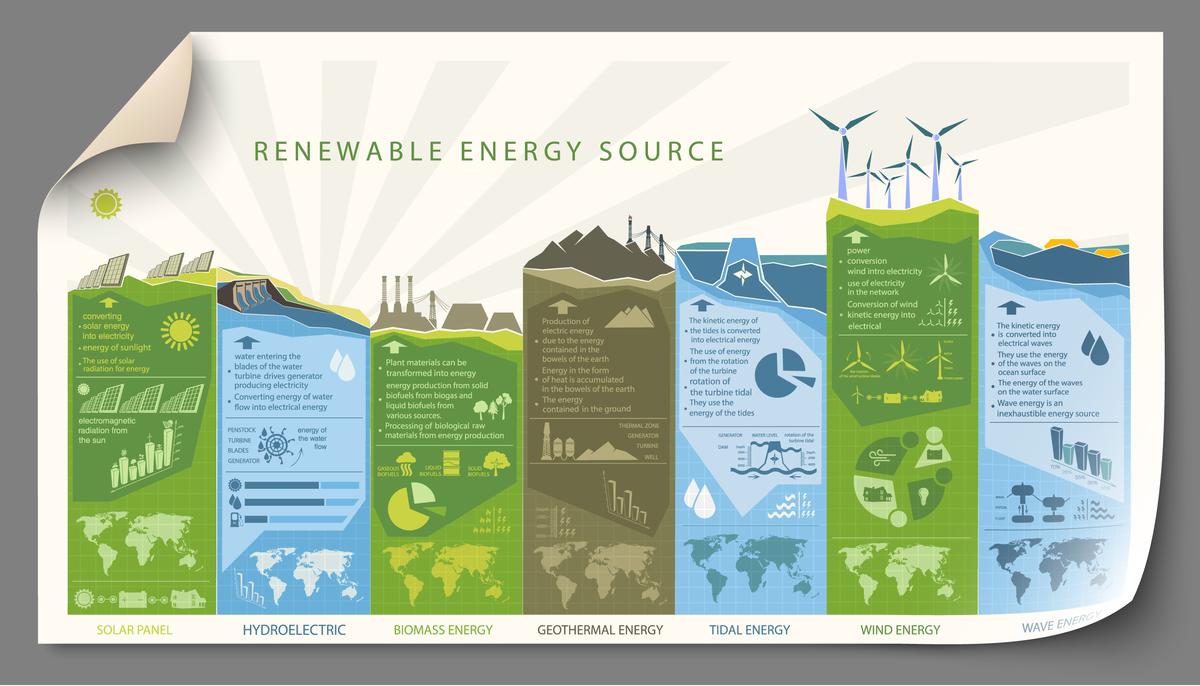 RENEWABLE ENERGY SOURCE
converting
• solar energy
into electricity
• energy of sunlight
• The use of solar
radiation for energy
electromagnetic
radiation from
the sun
SOLAR PANEL
water entering the
• blades of the water
turbine drives generator
producing electricity
• Converting energy of water
flow into electrical energy
PENSTOCK
TURBINE
BLADES
GENERATOR
energy of
the water
flow
HYDROELECTRIC
• Plant materials can be
transformed into energy
energy production from solid
• biofuels from biogas and
liquid biofuels from
various sources.
• Processing of biological raw
materials from energy production
GASEOUS
BIOFUELS
LIQUID
BIOFUELS
SOLID
BIOFUELS
BIOMASS ENERGY
Production of
electric energy
• due to the energy
contained in the
bowels of the earth
Energy in the form
• of heat is accumulated
in the bowels of the earth
• The energy
contained in the ground
THERMAL ZONE
GENERATOR
TURBINE
WELL
GEOTHERMAL ENERGY
The kinetic energy of
• the tides is converted
into electrical energy
The use of energy
• from the rotation
of the turbine
• rotation of
the turbine tidal
• They use the
energy of the tides
GENERATOR
DAM
WATER LEVEL
rotation of the
turbine tidal
TIDAL ENERGY
power
• conversion
wind intro electricity
• use of electricity
in the network
Conversion of wind
• kinetic energy into
electrical
WIND ENERGY
The kinetic energy
• is converted into
electrical waves
They use the energy
• of the waves on the
ocean surface
• The energy of the waves
on the water surface
• Wave energy is an
inexhaustible energy source
WAVE ENERGY